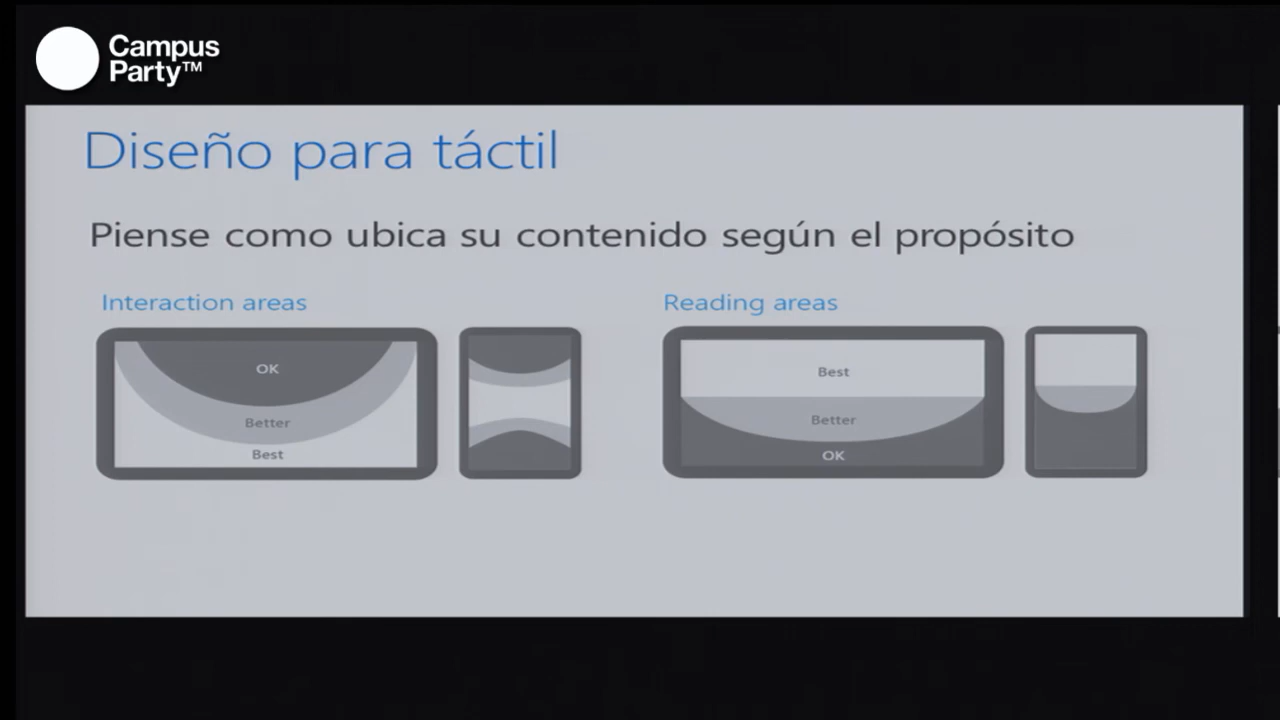 Campus
Party™
Diseño para táctil
Piense como ubica su contenido según el propósito
Interaction areas
Reading areas
OK
Better
Best
Best
Better
OK